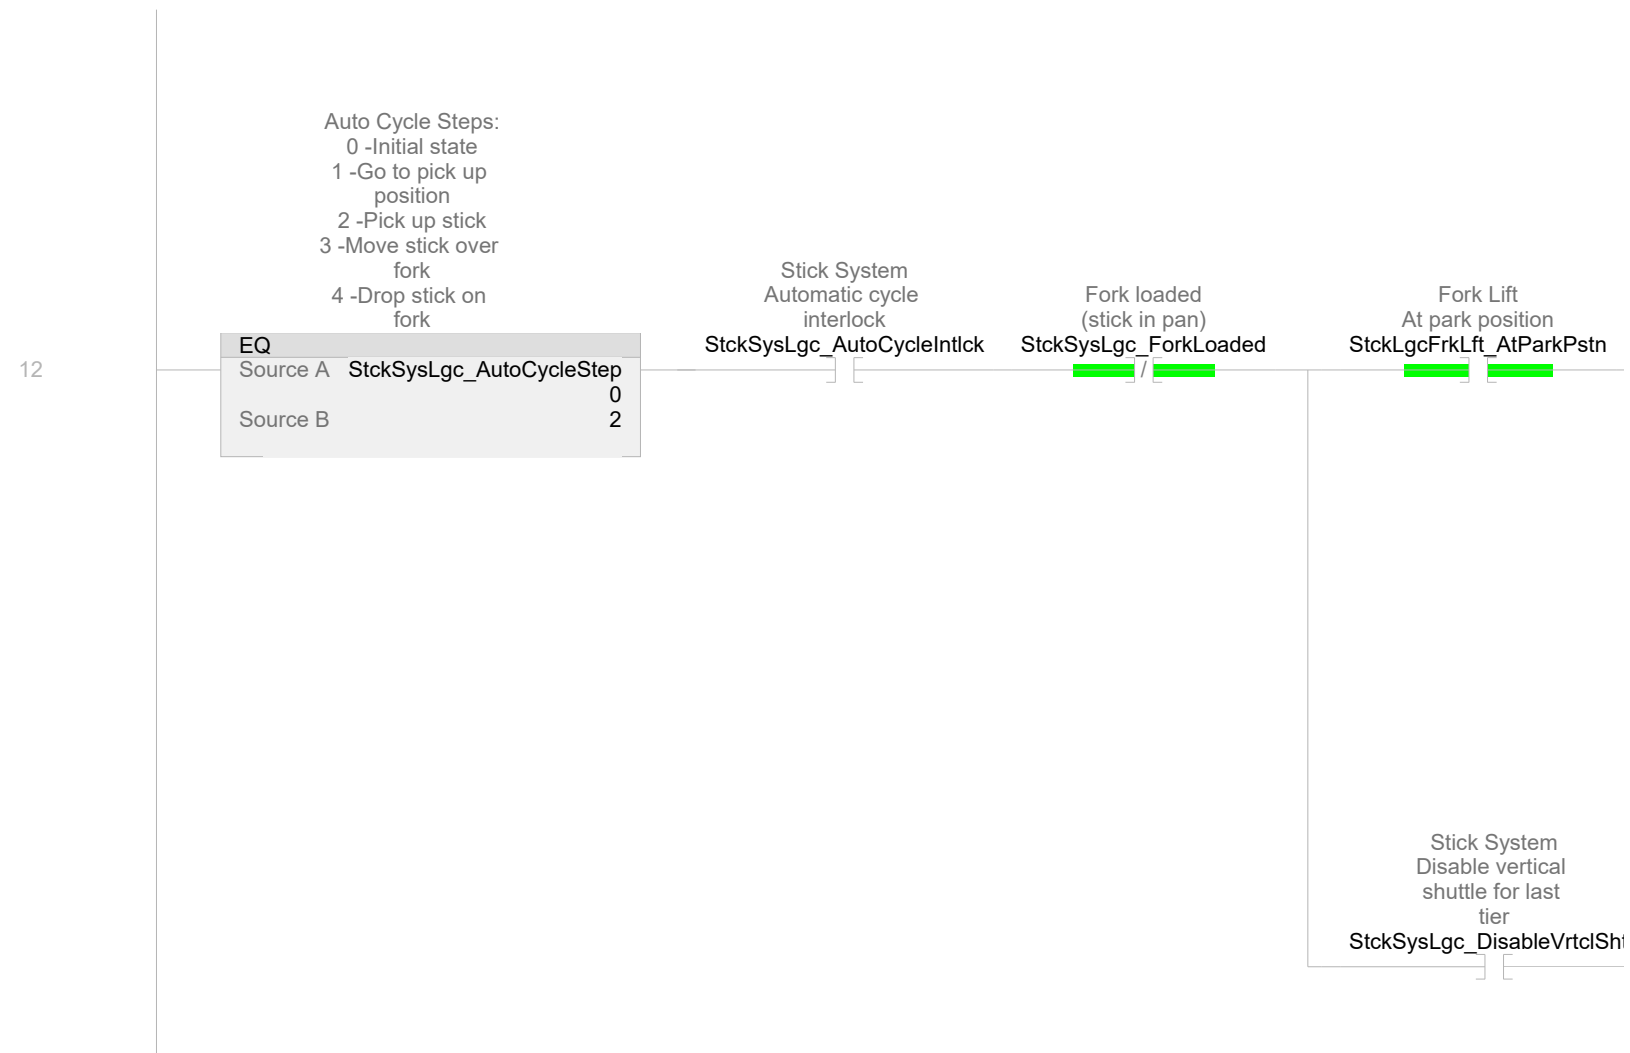 Auto Cycle Steps:
0 -Initial state
1 -Go to pick up
position
2 -Pick up stick
3 -Move stick over
fork
4 -Drop stick on
fork
EQ
Source A StckSysLgc_AutoCycleStep
0
Source B 2
12
Stick System
Automatic cycle
interlock
StckSysLgc_AutoCycleIntlck
Fork loaded
(stick in pan)
StckSysLgc_ForkLoaded
/
Fork Lift
At park position
StckLgcFrkLft_AtParkPstn
Stick System
Disable vertical
shuttle for last
tier
StckSysLgc_DisableVrtclSht